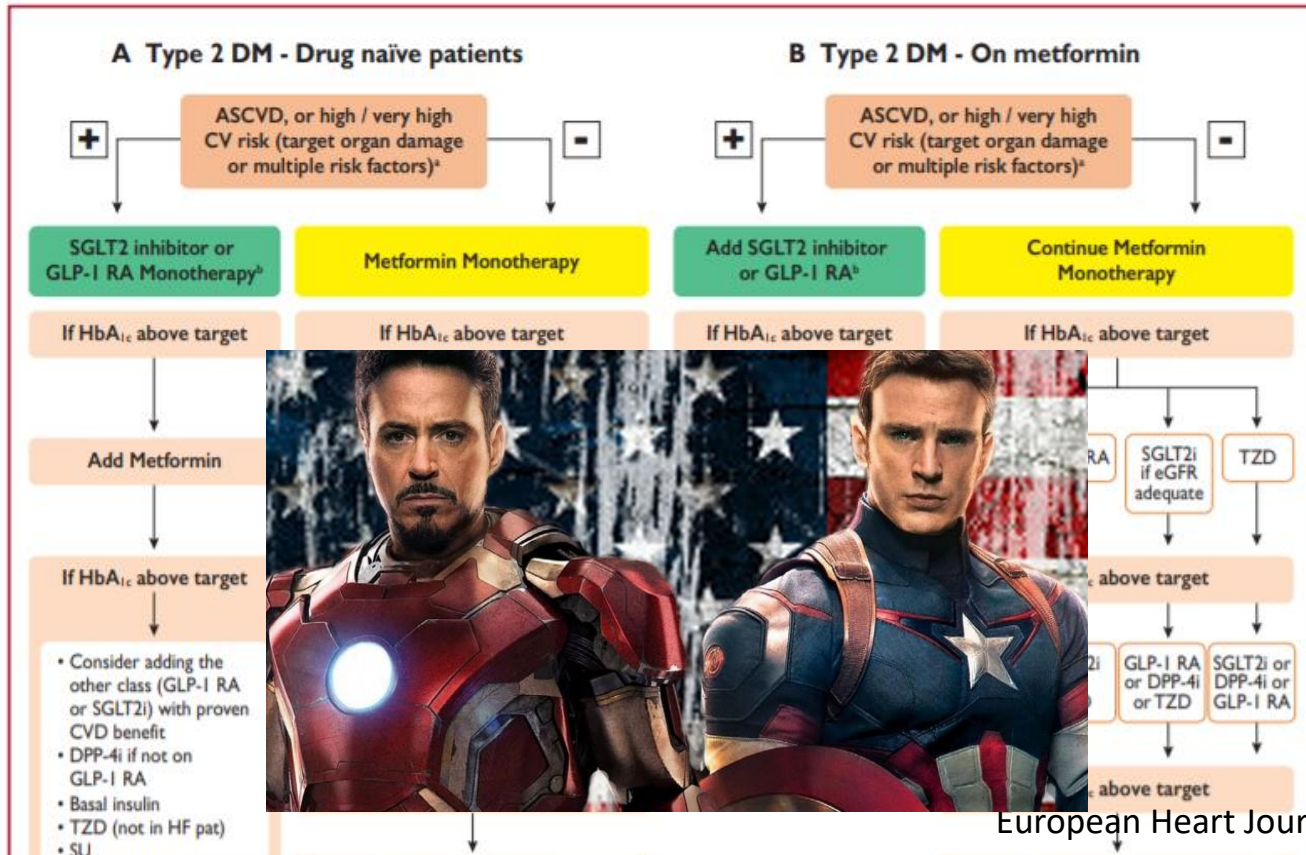 A Type 2 DM - Drug naïve patients
ASCVD, or high / very high
CV risk (target organ damage
or multiple risk factors)ᵃ
+
-
SGLT2 inhibitor or
GLP-1 RA Monotherapyᵇ
Metformin Monotherapy
If HbA₁c above target
If HbA₁c above target
Add Metformin
If HbA₁c above target
• Consider adding the
other class (GLP-1 RA
or SGLT2i) with proven
CVD benefit
• DPP-4i if not on
GLP-1 RA
• Basal insulin
• TZD (not in HF pat)
• SU
B Type 2 DM - On metformin
ASCVD, or high / very high
CV risk (target organ damage
or multiple risk factors)ᵃ
+
-
Add SGLT2 inhibitor
or GLP-1 RAᵇ
Continue Metformin
Monotherapy
If HbA₁c above target
If HbA₁c above target
RA
SGLT2i
if eGFR
adequate
TZD
above target
GLP-1 RA
or DPP-4i
or TZD
SGLT2i or
DPP-4i or
GLP-1 RA
above target
European Heart Jour